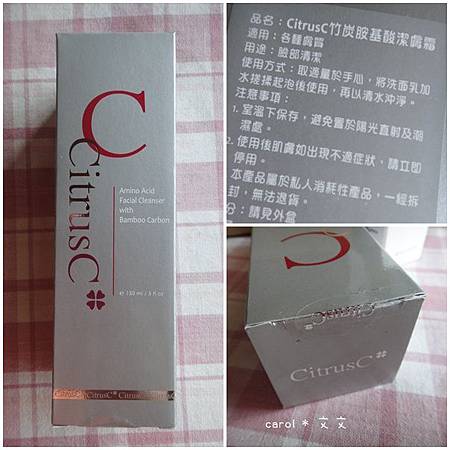 C
CitrusC
Amino Acid
Facial Cleanser
with
Bamboo Carbon
℮ 150 ml / 5 fl oz
CitrusC CitrusC Citrus
品名：CitrusC竹炭胺基酸潔膚霜
適用：各種膚質
用途：臉部清潔
使用方式：取適量於手心，將洗面乳加
水搓揉起泡後使用，再以清水沖淨。
注意事項：
1. 室溫下保存，避免置於陽光直射及潮
濕處。
2. 使用後肌膚如出現不適症狀，請立即
停用。
本產品屬於私人消耗性產品，一經拆
封，無法退貨。
分：請見外盒
C
CitrusC
CitrusC
carol * 文文